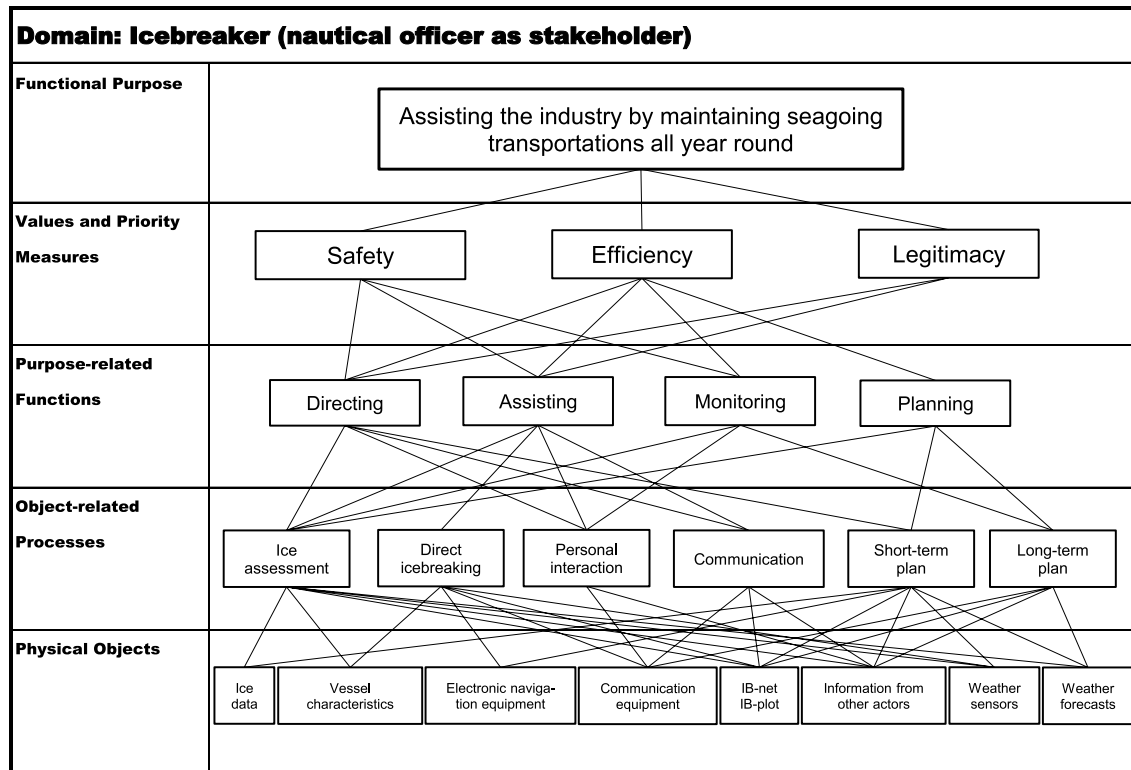 Domain: Icebreaker (nautical officer as stakeholder)
Functional Purpose
Assisting the industry by maintaining seagoing
transportations all year round
Values and Priority
Measures
Safety
Efficiency
Legitimacy
Purpose-related
Functions
Directing
Assisting
Monitoring
Planning
Object-related
Processes
Ice
assessment
Direct
icebreaking
Personal
interaction
Communication
Short-term
plan
Long-term
plan
Physical Objects
Ice
data
Vessel
characteristics
Electronic naviga-
tion equipment
Communication
equipment
IB-net
IB-plot
Information from
other actors
Weather
sensors
Weather
forecasts